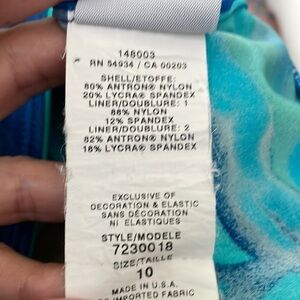 148003
RN 54934 / CA 00203
SHELL/ETOFFE:
80% ANTRON® NYLON
20% LYCRA® SPANDEX
LINER/DOUBLURE: 1
88% NYLON
12% SPANDEX
LINER/DOUBLURE: 2
82% ANTRON® NYLON
18% LYCRA® SPANDEX
EXCLUSIVE OF
DECORATION & ELASTIC
SANS DÉCORATION
NI ELASTIQUES
STYLE/MODELE
7230018
SIZE/TAILLE
10
MADE IN U.S.A.
IMPORTED FABRIC